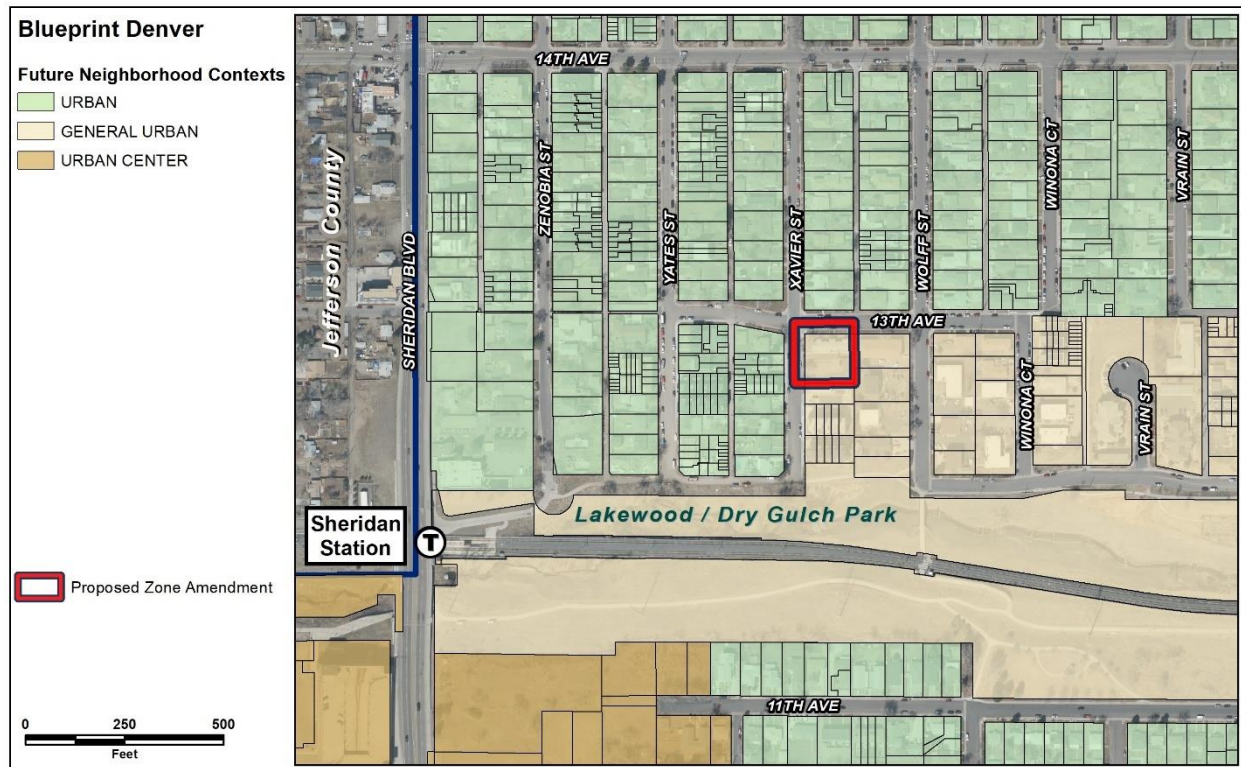 Blueprint Denver
Future Neighborhood Contexts
URBAN
GENERAL URBAN
URBAN CENTER
Proposed Zone Amendment
0 250 500
Feet
14TH AVE
Jefferson County
SHERIDAN BLVD
ZENOBIA ST
YATES ST
XAVIER ST
WOLFF ST
WINONA CT
VRAIN ST
13TH AVE
WINONA CT
VRAIN ST
Lakewood / Dry Gulch Park
Sheridan
Station
T
11TH AVE